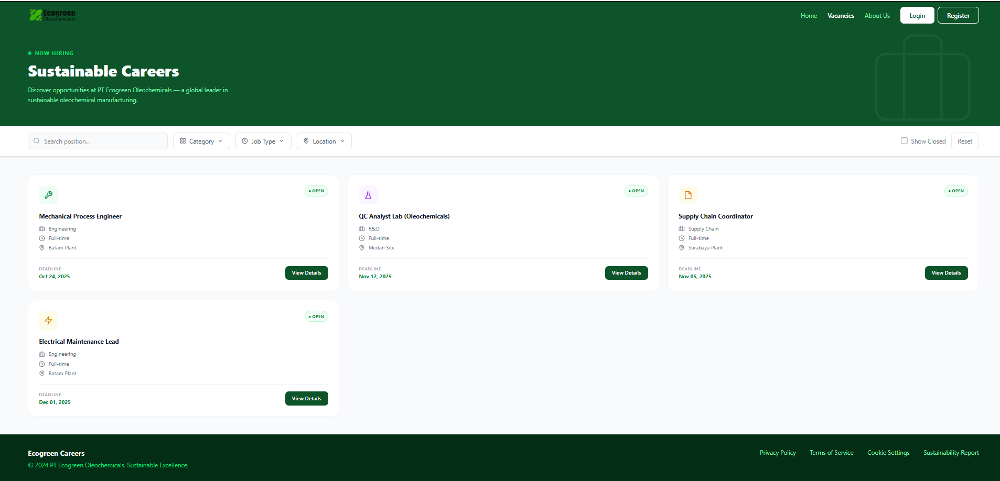 Ecogreen
Oleochemicals
Home
Vacancies
About Us
Login
Register
NOW HIRING
Sustainable Careers
Discover opportunities at PT Ecogreen Oleochemicals — a global leader in
sustainable oleochemical manufacturing.
Search position...
Category
Job Type
Location
Show Closed
Reset
OPEN
Mechanical Process Engineer
Engineering
Full-time
Batam Plant
DEADLINE
Oct 24, 2025
View Details
OPEN
QC Analyst Lab (Oleochemicals)
R&D
Full-time
Medan Site
DEADLINE
Nov 12, 2025
View Details
OPEN
Supply Chain Coordinator
Supply Chain
Full-time
Surabaya Plant
DEADLINE
Nov 05, 2025
View Details
OPEN
Electrical Maintenance Lead
Engineering
Full-time
Batam Plant
DEADLINE
Dec 01, 2025
View Details
Ecogreen Careers
© 2024 PT Ecogreen Oleochemicals. Sustainable Excellence.
Privacy Policy
Terms of Service
Cookie Settings
Sustainability Report